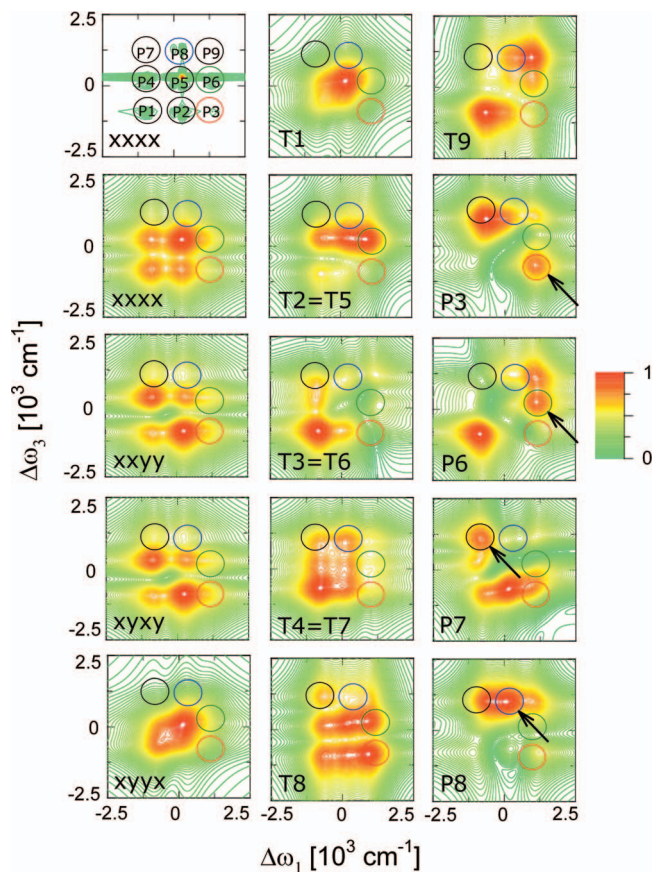 2.5
0
-2.5
P7 P8 P9
P4 P5 P6
P1 P2 P3
xxxx
T1
T9
2.5
0
-2.5
xxxx
T2=T5
P3
2.5
0
-2.5
xxyy
T3=T6
P6
1
0
2.5
0
-2.5
xyxy
T4=T7
P7
2.5
0
-2.5
xyyx
T8
P8
-2.5 0 2.5 -2.5 0 2.5 -2.5 0 2.5
Δω3 [10³ cm⁻¹]
Δω1 [10³ cm⁻¹]